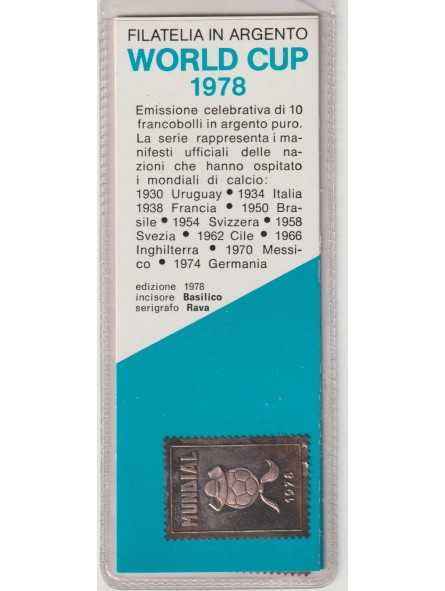 FILATELIA IN ARGENTO
WORLD CUP
1978
Emissione celebrativa di 10
francobolli in argento puro.
La serie rappresenta i ma-
nifesti ufficiali delle na-
zioni che hanno ospitato
i mondiali di calcio:
1930 Uruguay • 1934 Italia
1938 Francia • 1950 Bra-
sile • 1954 Svizzera • 1958
Svezia • 1962 Cile • 1966
Inghilterra • 1970 Messi-
co • 1974 Germania
edizione 1978
incisore Basilico
serigrafo Rava
MUNDIAL
1978